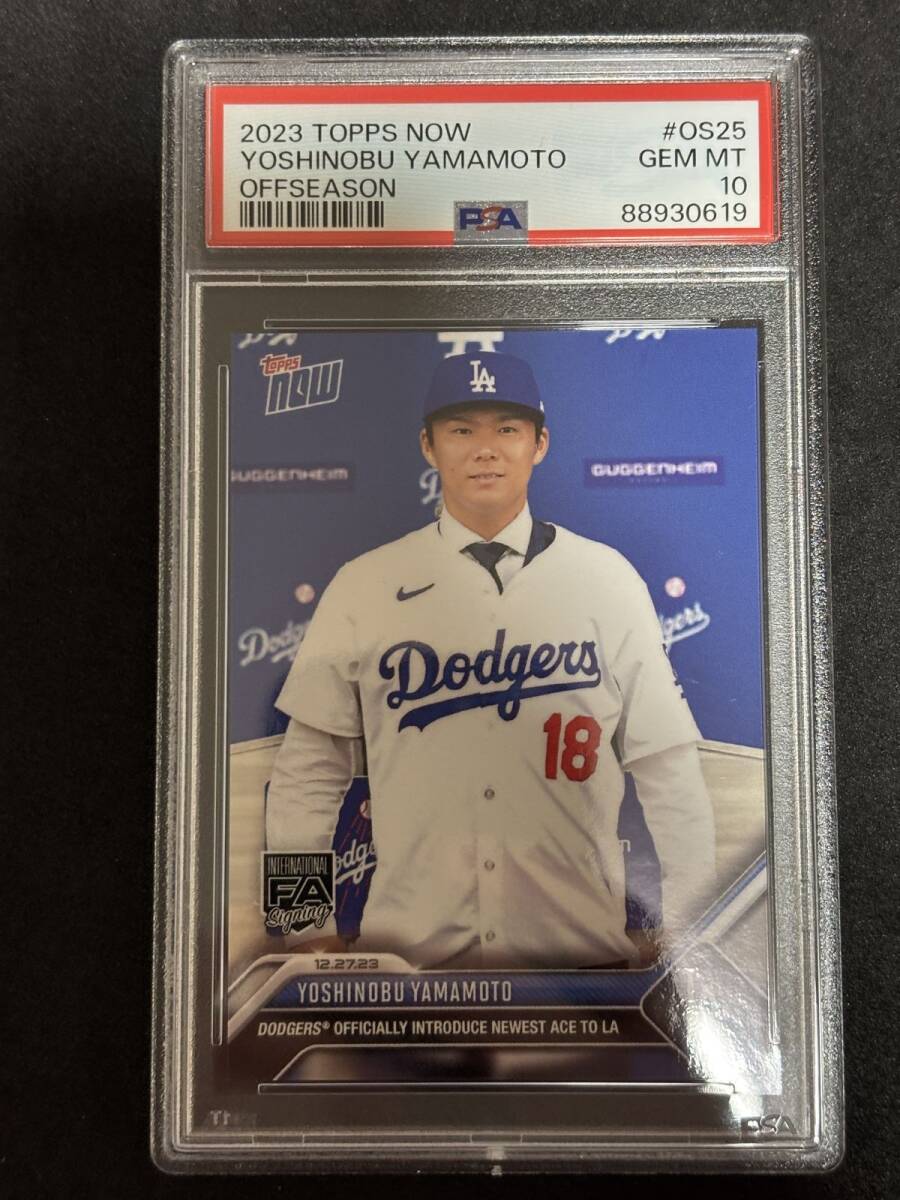 2023 TOPPS NOW #OS25
YOSHINOBU YAMAMOTO GEM MT
OFFSEASON 10
88930619
PSA
topps
NOW
LA
GUGGENHEIM
GUGGENHEIM
Dodgers
18
INTERNATIONAL
FA
Signing
12.27.23
YOSHINOBU YAMAMOTO
DODGERS® OFFICIALLY INTRODUCE NEWEST ACE TO LA
PSA